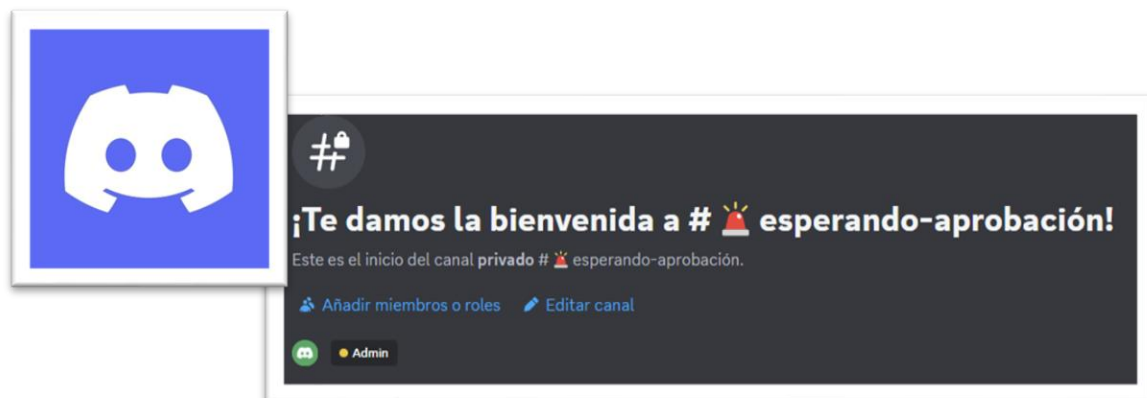 ¡Te damos la bienvenida a # 🚨 esperando-aprobación!
Este es el inicio del canal privado # 🚨 esperando-aprobación.
Añadir miembros o roles Editar canal
Admin